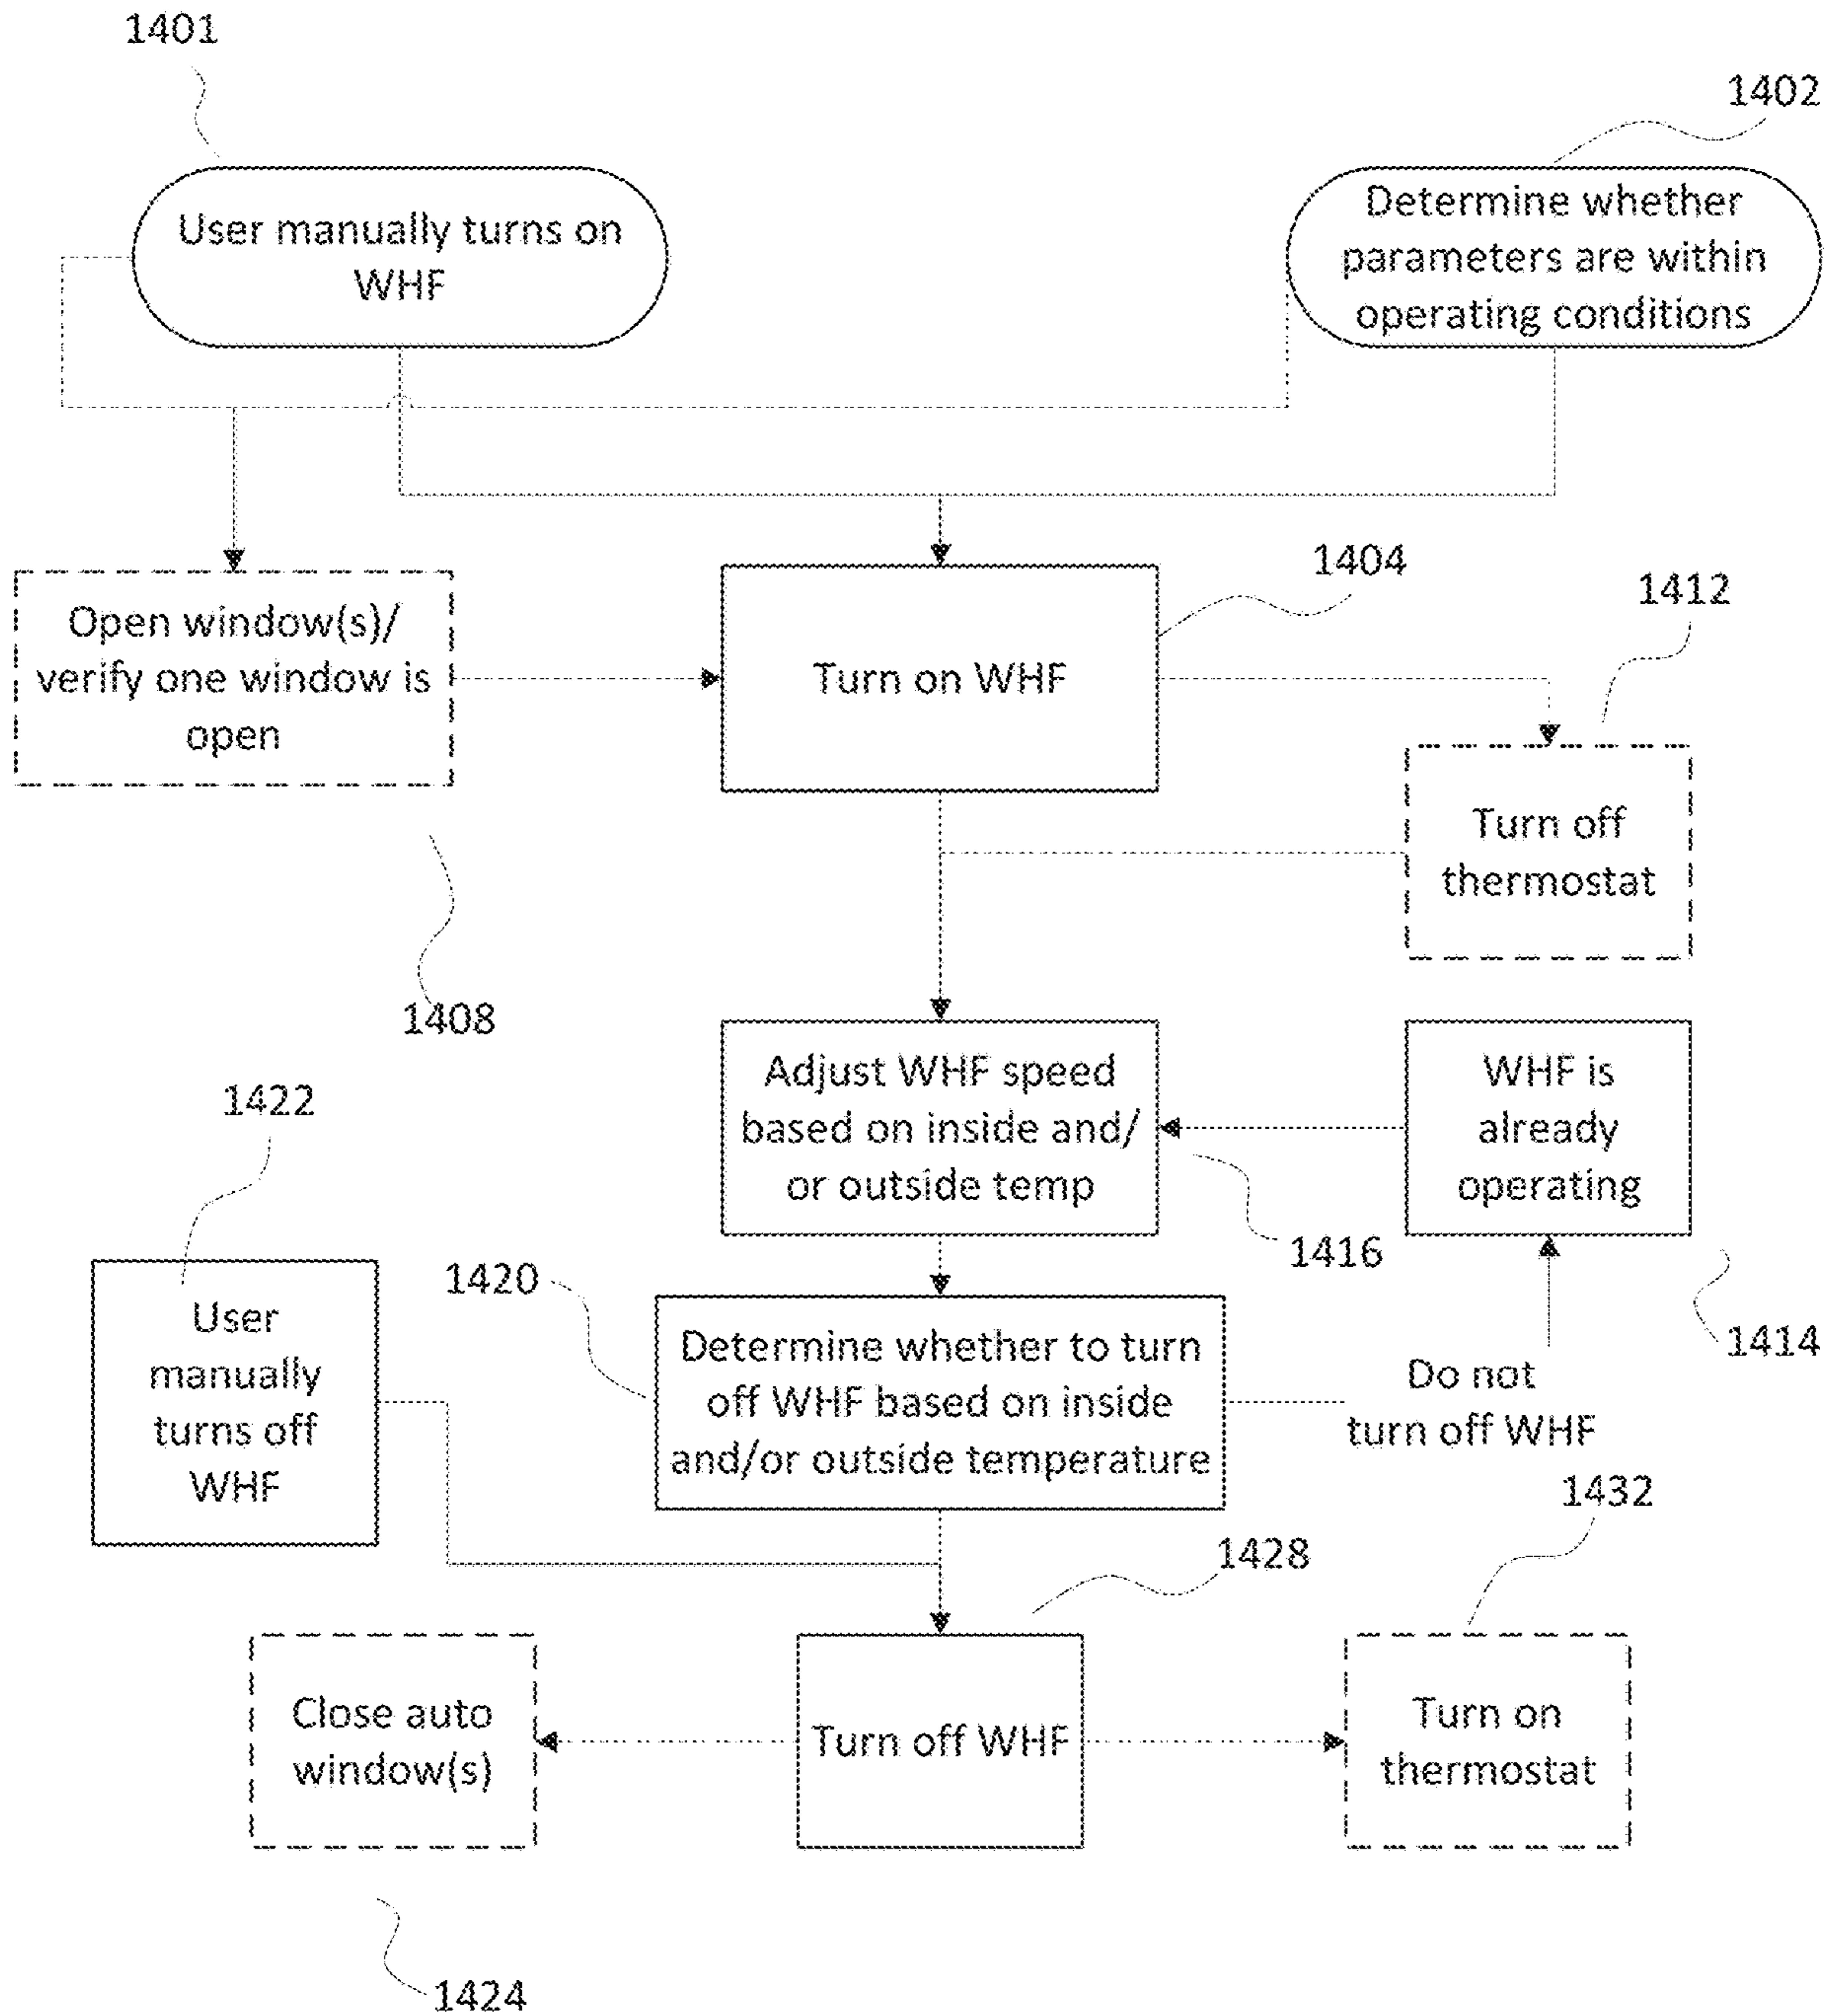 1401
1402
User manually turns on
WHF
Determine whether
parameters are within
operating conditions
1404
1412
Open window(s)/
verify one window is
open
Turn on WHF
Turn off
thermostat
1408
Adjust WHF speed
based on inside and/
or outside temp
WHF is
already
operating
1422
1416
1420
1414
User
manually
turns off
WHF
Determine whether to turn
off WHF based on inside
and/or outside temperature
Do not
turn off WHF
1432
1428
Close auto
window(s)
Turn off WHF
Turn on
thermostat
1424